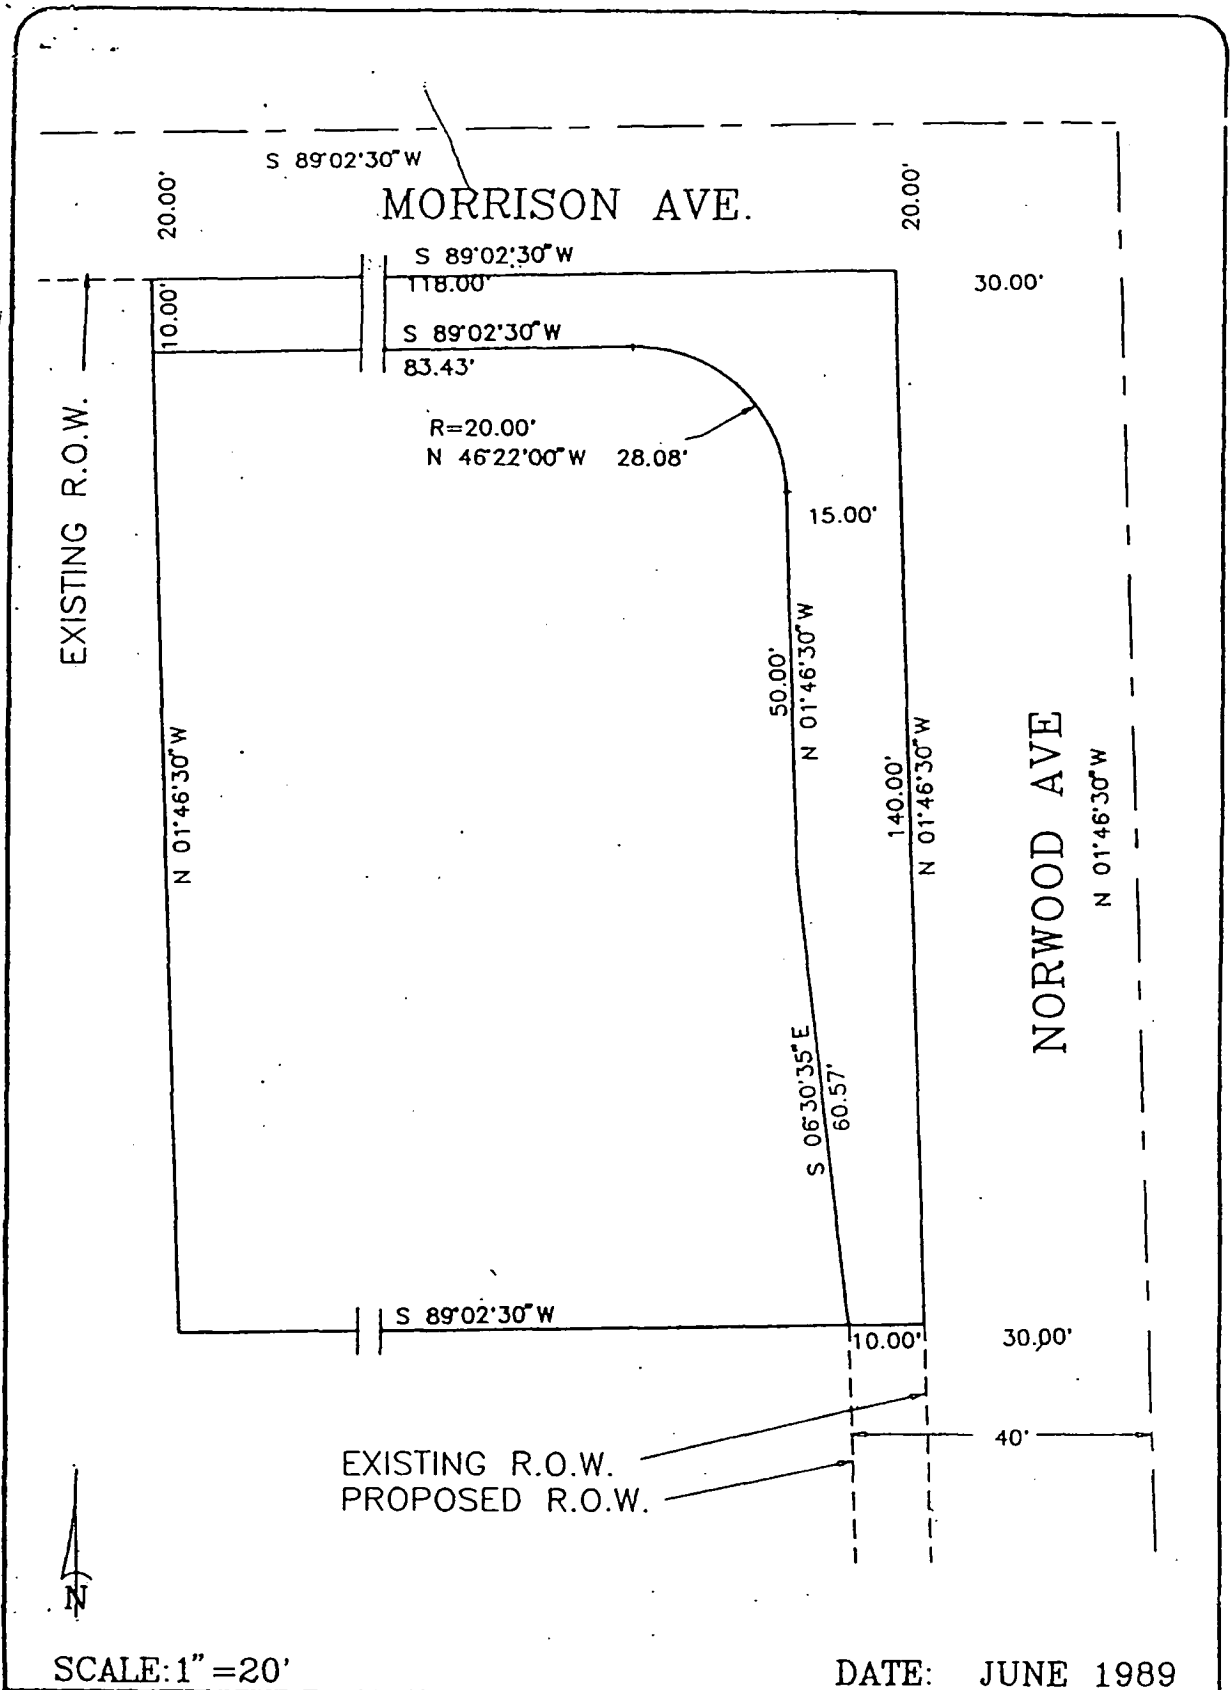 S 89°02'30" W
20.00'
MORRISON AVE.
20.00'
S 89°02'30" W
118.00'
30.00'
10.00'
S 89°02'30" W
83.43'
R=20.00'
N 46°22'00" W 28.08'
15.00'
EXISTING R.O.W.
50.00'
N 01°46'30" W
N 01°46'30" W
140.00'
N 01°46'30" W
NORWOOD AVE
N 01°46'30" W
S 06°30'35" E
60.57'
S 89°02'30" W
10.00'
30.00'
40'
EXISTING R.O.W.
PROPOSED R.O.W.
N
SCALE: 1" = 20'
DATE: JUNE 1989